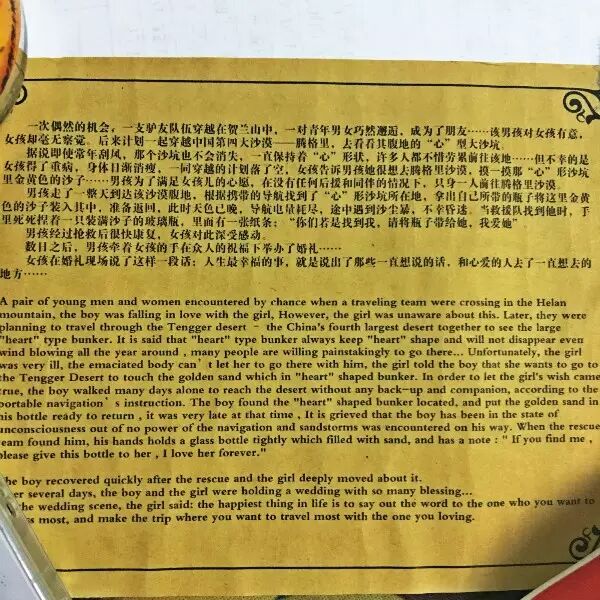 一次偶然的机会，一支驴友队伍穿越在贺兰山中，一对青年男女巧然邂逅，成为了朋友……该男孩对女孩有意，
女孩却毫无察觉。后来计划一起穿越中国第四大沙漠——腾格里，去看看其腹地的“心”型大沙坑。
据说即使常年刮风，那个沙坑也不会消失，一直保持着“心”形状，许多人都不惜劳累前往该地……但不幸的是
女孩得了重病，身体日渐消瘦，一同穿越的计划落了空，女孩告诉男孩她很想去腾格里沙漠，摸一摸那“心”形沙坑
里金黄色的沙子……男孩为了满足女孩儿的心愿，在没有任何后援和同伴的情况下，只身一人前往腾格里沙漠。
男孩走了一整天到达该沙漠腹地，根据携带的导航找到了“心”形沙坑所在地，拿出自己所带的瓶子将这里金黄
色的沙子装入其中，准备返回，此时天色已晚，导航电量耗尽，途中遇到沙尘暴，不幸昏迷。当救援队找到他时，手
里死死捏着一只装满沙子的玻璃瓶，里面有一张纸条：“你们若是找到我，请将瓶子带给她，我爱她”
男孩经过抢救后很快康复，女孩对此深受感动。
数日之后，男孩牵着女孩的手在众人的祝福下举办了婚礼……
女孩在婚礼现场说了这样一段话：人生最幸福的事，就是说出了那些一直想说的话，和心爱的人去了一直想去的
地方……
A pair of young men and women encountered by chance when a traveling team were crossing in the Helan
mountain, the boy was falling in love with the girl, However, the girl was unaware about this. Later, they were
planning to travel through the Tengger desert – the China's fourth largest desert together to see the large
"heart" type bunker. It is said that "heart" type bunker always keep "heart" shape and will not disappear even
wind blowing all the year around , many people are willing painstakingly to go there... Unfortunately, the girl
was very ill, the emaciated body can't let her to go there with him, the girl told the boy that she wants to go to
the Tengger Desert to touch the golden sand which in "heart" shaped bunker. In order to let the girl's wish came
true, the boy walked many days alone to reach the desert without any back-up and companion, acording to the
portable navigation's instruction. The boy found the "heart" shaped bunker located, and put the golden sand in
his bottle ready to return , it was very late at that time , It is grieved that the boy has been in the state of
unconsciousness out of no power of the navigation and sandstorms was encountered on his way. When the rescue
eam found him, his hands holds a glass bottle tightly which filled with sand, and has a note : " If you find me ,
please give this bottle to her , I love her forever."
he boy recovered quickly after the rescue and the girl deeply moved about it.
er several days, the boy and the girl were holding a wedding with so many blessing...
the wedding scene, the girl said: the happiest thing in life is to say out the word to the one who you want to
ss most, and make the trip where you want to travel most with the one you loving.